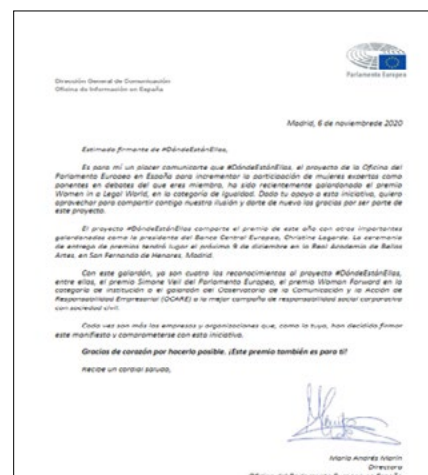 Parlamento Europeo
Dirección General de Comunicación
Oficina de Información en España
Madrid, 6 de noviembrede 2020
Estimado firmante de #DóndeEstánEllas,
Es para mí un placer comunicarte que #DóndeEstánEllas, el proyecto de la Oficina del
Parlamento Europeo en España para incrementar la participación de mujeres expertas como
ponentes en debates del que eres miembro, ha sido recientemente galardonado el premio
Women in a Legal World, en la categoría de igualdad. Dado tu apoyo a esta iniciativa, quiero
aprovechar para compartir contigo nuestra ilusión y darte de nuevo las gracias por ser parte de
este proyecto.
El proyecto #DóndeEstánEllas comparte el premio de este año con otras importantes
galardonadas como la presidenta del Banco Central Europeo, Christine Lagarde. La ceremonia
de entrega de premios tendrá lugar el próximo 9 de diciembre en la Real Academia de Bellas
Artes, en San Fernando de Henares, Madrid.
Con este galardón, ya son cuatro los reconocimientos al proyecto #DóndeEstánEllas,
entre ellos, el premio Simone Veil del Parlamento Europeo, el premio Woman Forward en la
categoría de institución o el galardón del Observatorio de la Comunicación y la Acción de
Responsabilidad Empresarial (OCARE) a la mejor campaña de responsabilidad social corporativa
con sociedad civil.
Cada vez son más las empresas y organizaciones que, como la tuya, han decidido firmar
este manifiesto y comprometerse con esta iniciativa.
Gracias de corazón por hacerlo posible. ¡Este premio también es para ti!
Recibe un cordial saludo,
María Andrés Marín
Directora
Oficina del Parlamento Europeo en España